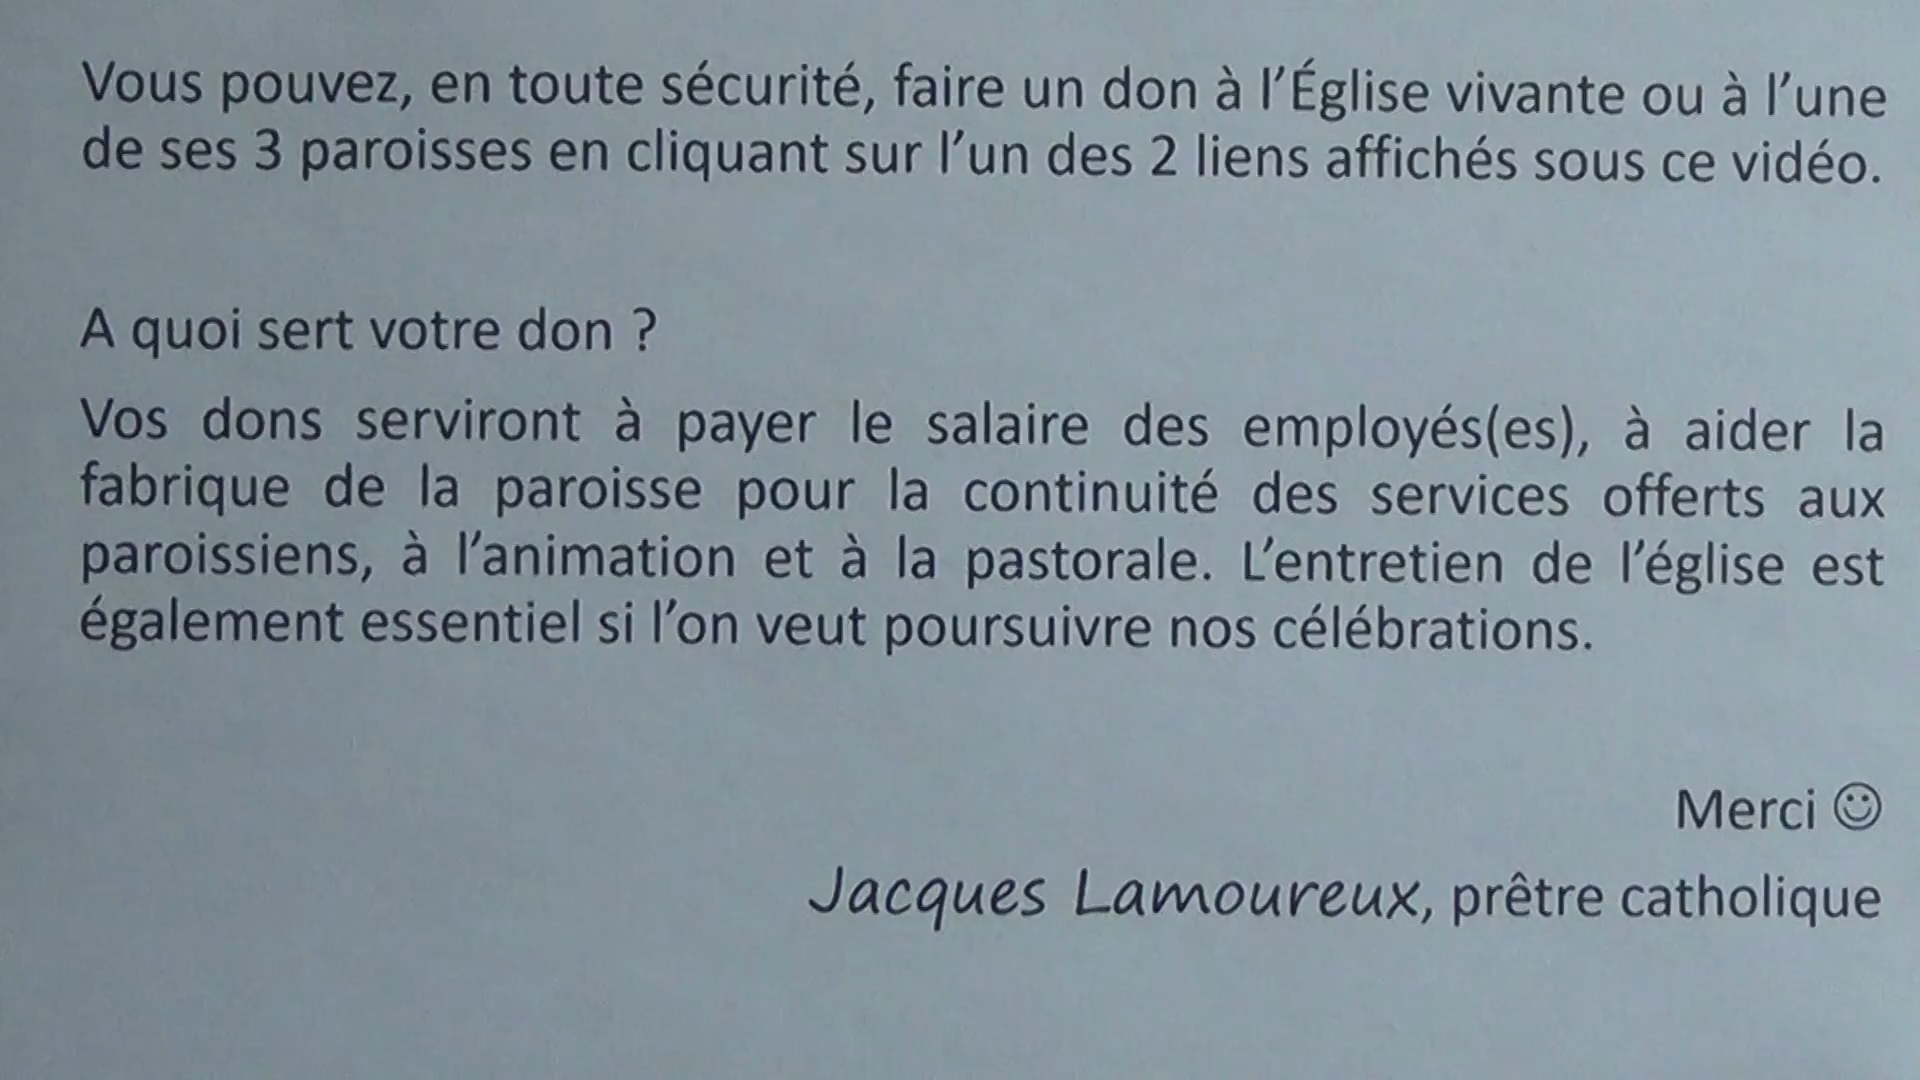 Vous pouvez, en toute sécurité, faire un don à l’Église vivante ou à l’une
de ses 3 paroisses en cliquant sur l’un des 2 liens affichés sous ce vidéo.
A quoi sert votre don ?
Vos dons serviront à payer le salaire des employés(es), à aider la
fabrique de la paroisse pour la continuité des services offerts aux
paroissiens, à l’animation et à la pastorale. L’entretien de l’église est
également essentiel si l’on veut poursuivre nos célébrations.
Merci ☺
Jacques Lamoureux, prêtre catholique